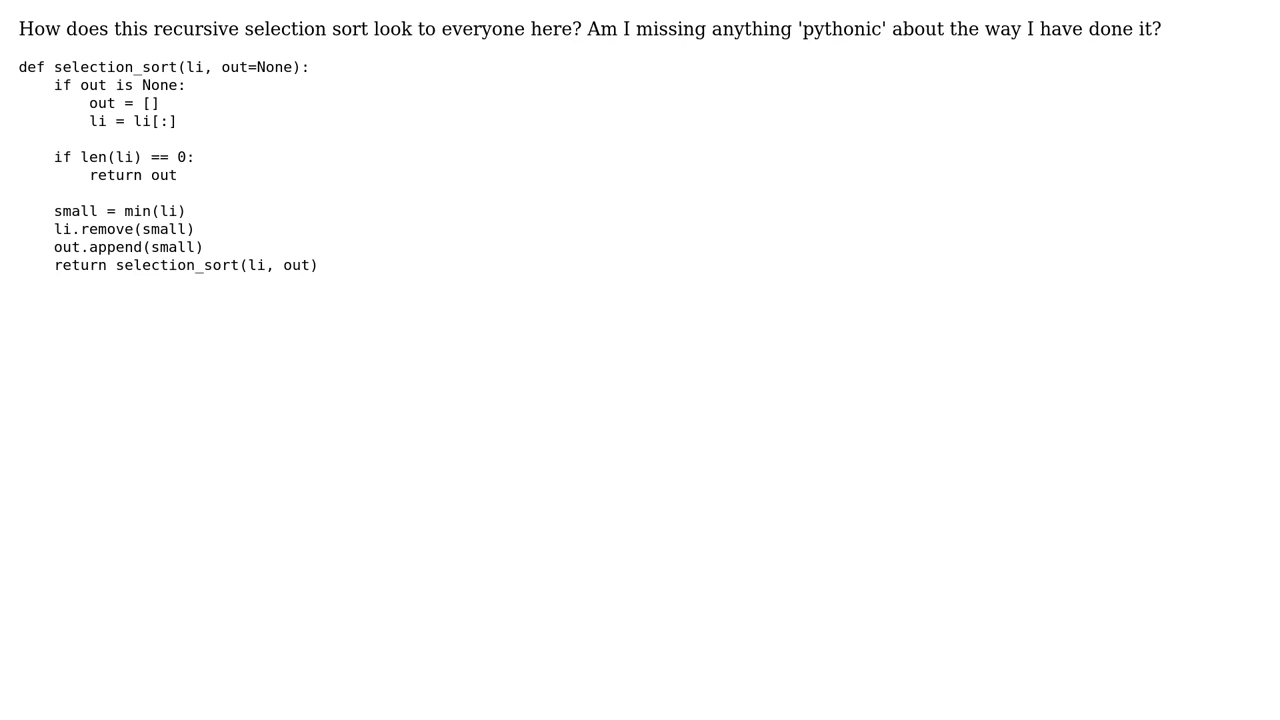 How does this recursive selection sort look to everyone here? Am I missing anything 'pythonic' about the way I have done it?
def selection_sort(li, out=None):
    if out is None:
        out = []
        li = li[:]

    if len(li) == 0:
        return out

    small = min(li)
    li.remove(small)
    out.append(small)
    return selection_sort(li, out)